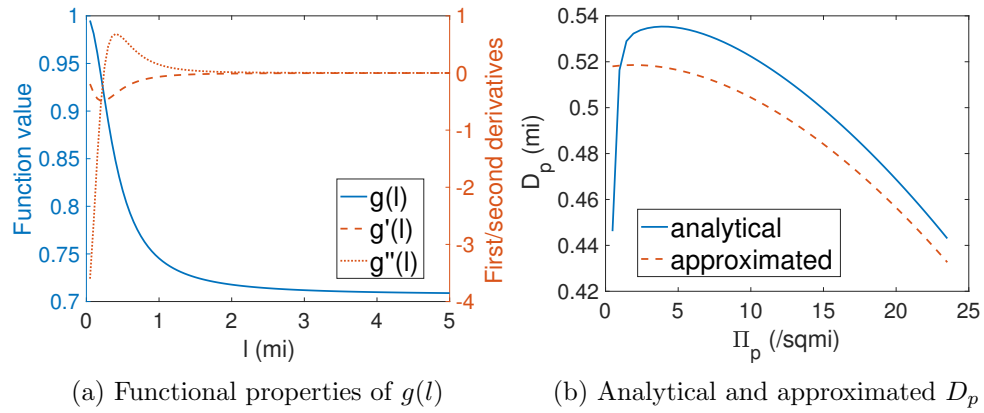 1
0.95
0.9
0.85
0.8
0.75
0.7
Function value
0
1
2
3
4
5
l (mi)
1
0
-1
-2
-3
-4
First/second derivatives
g(l)
g'(l)
g''(l)
(a) Functional properties of g(l)
0.54
0.52
0.5
0.48
0.46
0.44
0.42
D_p (mi)
0
5
10
15
20
25
Π_p (/sqmi)
analytical
approximated
(b) Analytical and approximated D_p